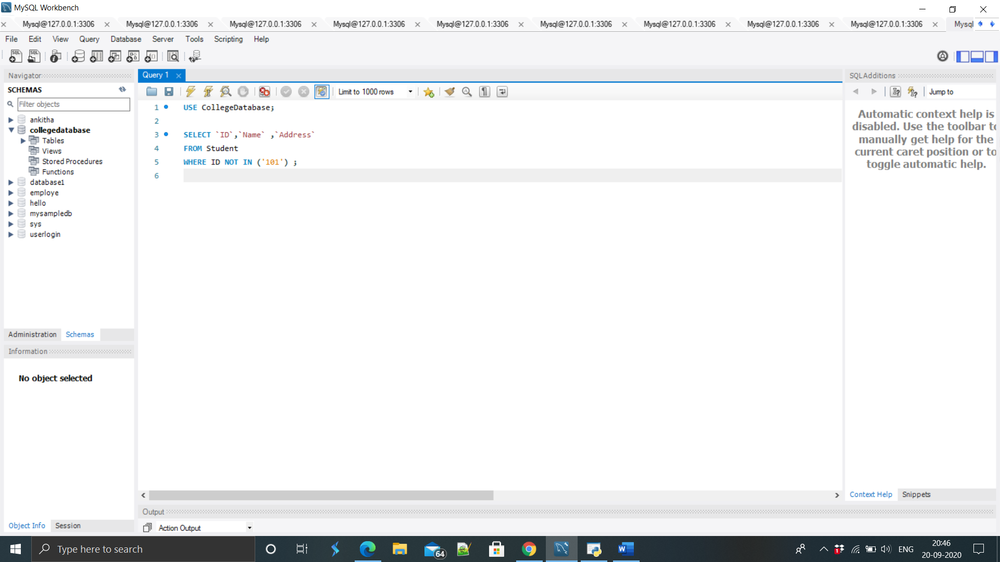 MySQL Workbench
Mysql@127.0.0.1:3306 Mysql@127.0.0.1:3306 Mysql@127.0.0.1:3306 Mysql@127.0.0.1:3306 Mysql@127.0.0.1:3306 Mysql@127.0.0.1:3306 Mysql@127.0.0.1:3306 Mysql@127.0.0.1:3306 Mysql@127.0.0.1:3306 Mysql
File Edit View Query Database Server Tools Scripting Help
Navigator
SCHEMAS
Filter objects
ankitha
collegedatabase
Tables
Views
Stored Procedures
Functions
database1
employe
hello
mysampledb
sys
userlogin
Administration Schemas
Information
No object selected
Object Info Session
Query 1
Limit to 1000 rows
1 USE CollegeDatabase;
2
3 SELECT `ID`,`Name` ,`Address`
4 FROM Student
5 WHERE ID NOT IN ('101') ;
6
Output
Action Output
SQLAdditions
Jump to
Automatic context help is
disabled. Use the toolbar to
manually get help for the
current caret position or to
toggle automatic help.
Context Help Snippets
Type here to search
64
1
ENG
20:46
20-09-2020